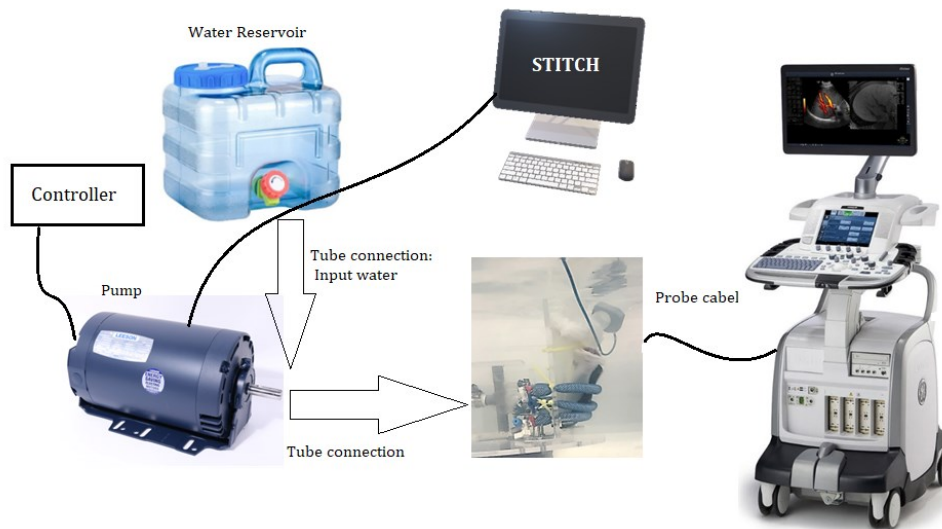 Water Reservoir
STITCH
Controller
Tube connection:
Input water
Pump
Probe cabel
Tube connection